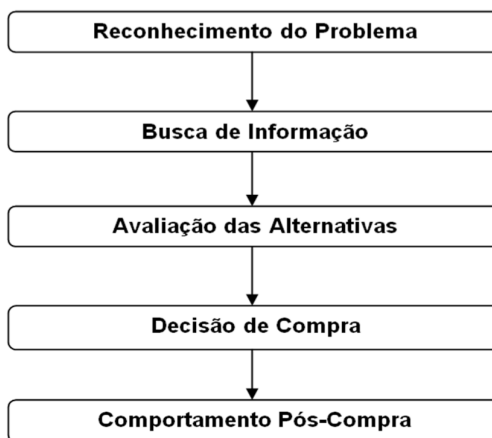 Reconhecimento do Problema
Busca de Informação
Avaliação das Alternativas
Decisão de Compra
Comportamento Pós-Compra